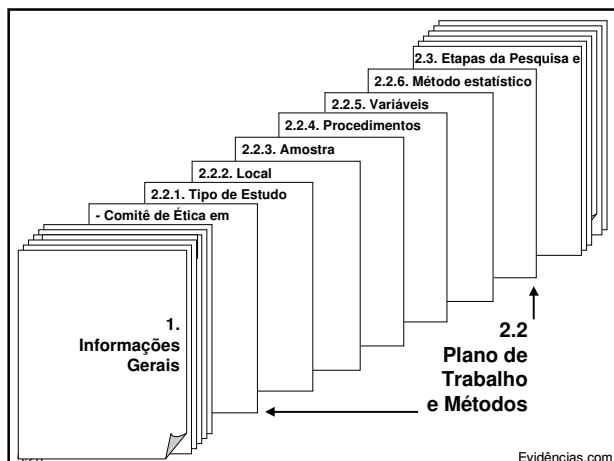 2.3. Etapas da Pesquisa e
2.2.6. Método estatístico
2.2.5. Variáveis
2.2.4. Procedimentos
2.2.3. Amostra
2.2.2. Local
2.2.1. Tipo de Estudo
- Comitê de Ética em
1.
Informações
Gerais
2.2
Plano de
Trabalho
e Métodos
Evidências.com